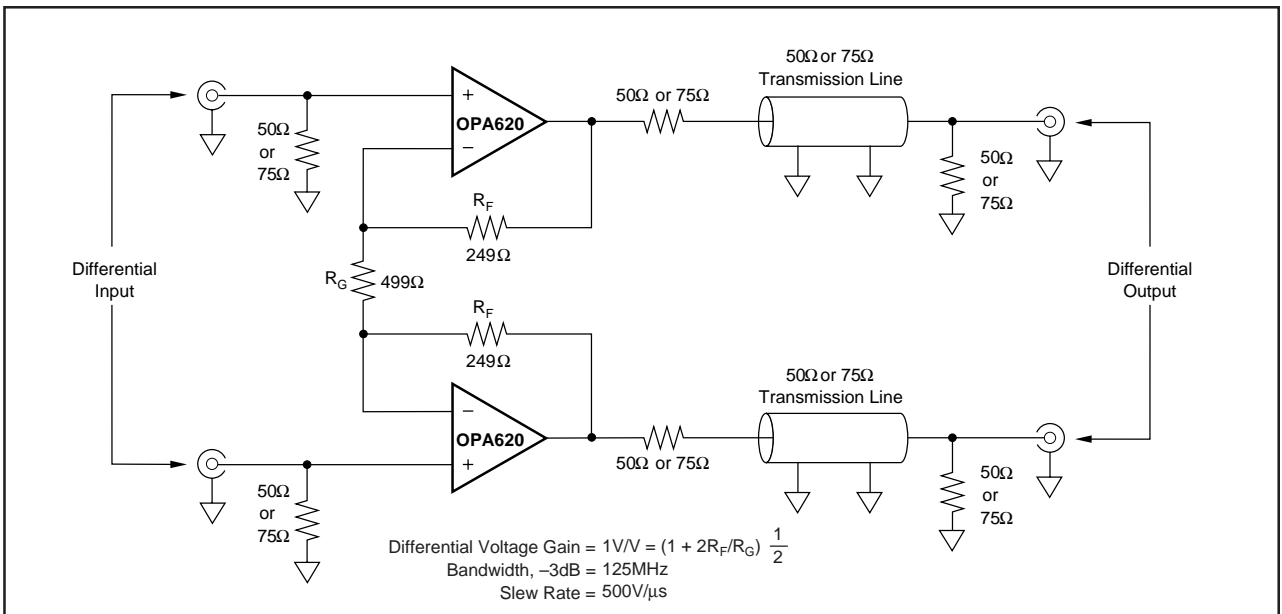 50Ω or 75Ω
Transmission Line
50Ω or 75Ω
+
OPA620
–
50Ω
or
75Ω
50Ω
or
75Ω
R_F
249Ω
Differential
Input
R_G 499Ω
Differential
Output
R_F
249Ω
50Ω or 75Ω
Transmission Line
–
OPA620
+
50Ω or 75Ω
50Ω
or
75Ω
50Ω
or
75Ω
Differential Voltage Gain = 1V/V = (1 + 2R_F/R_G) 1/2
Bandwidth, –3dB = 125MHz
Slew Rate = 500V/µs